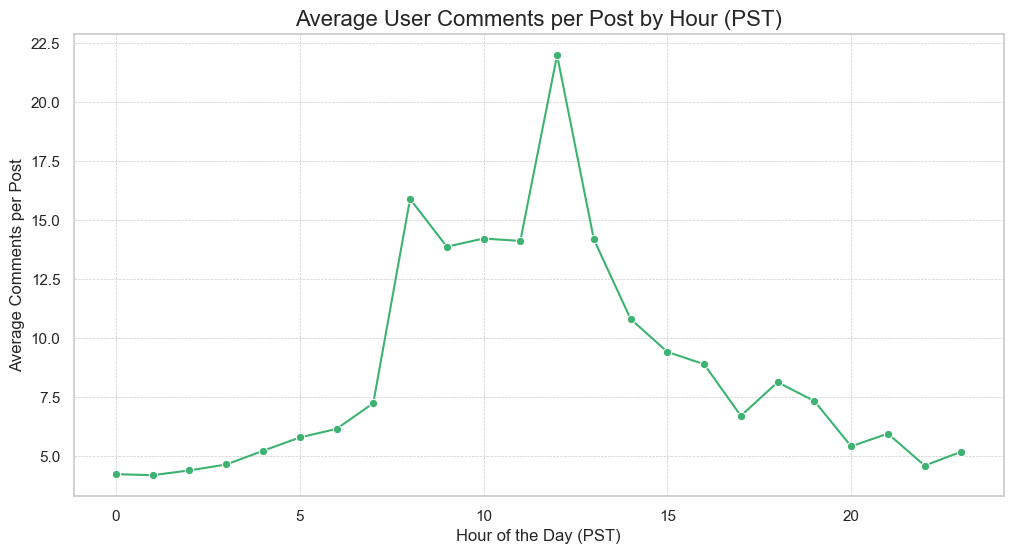 Average User Comments per Post by Hour (PST)
22.5
20.0
17.5
15.0
12.5
10.0
7.5
5.0
Average Comments per Post
0 5 10 15 20
Hour of the Day (PST)